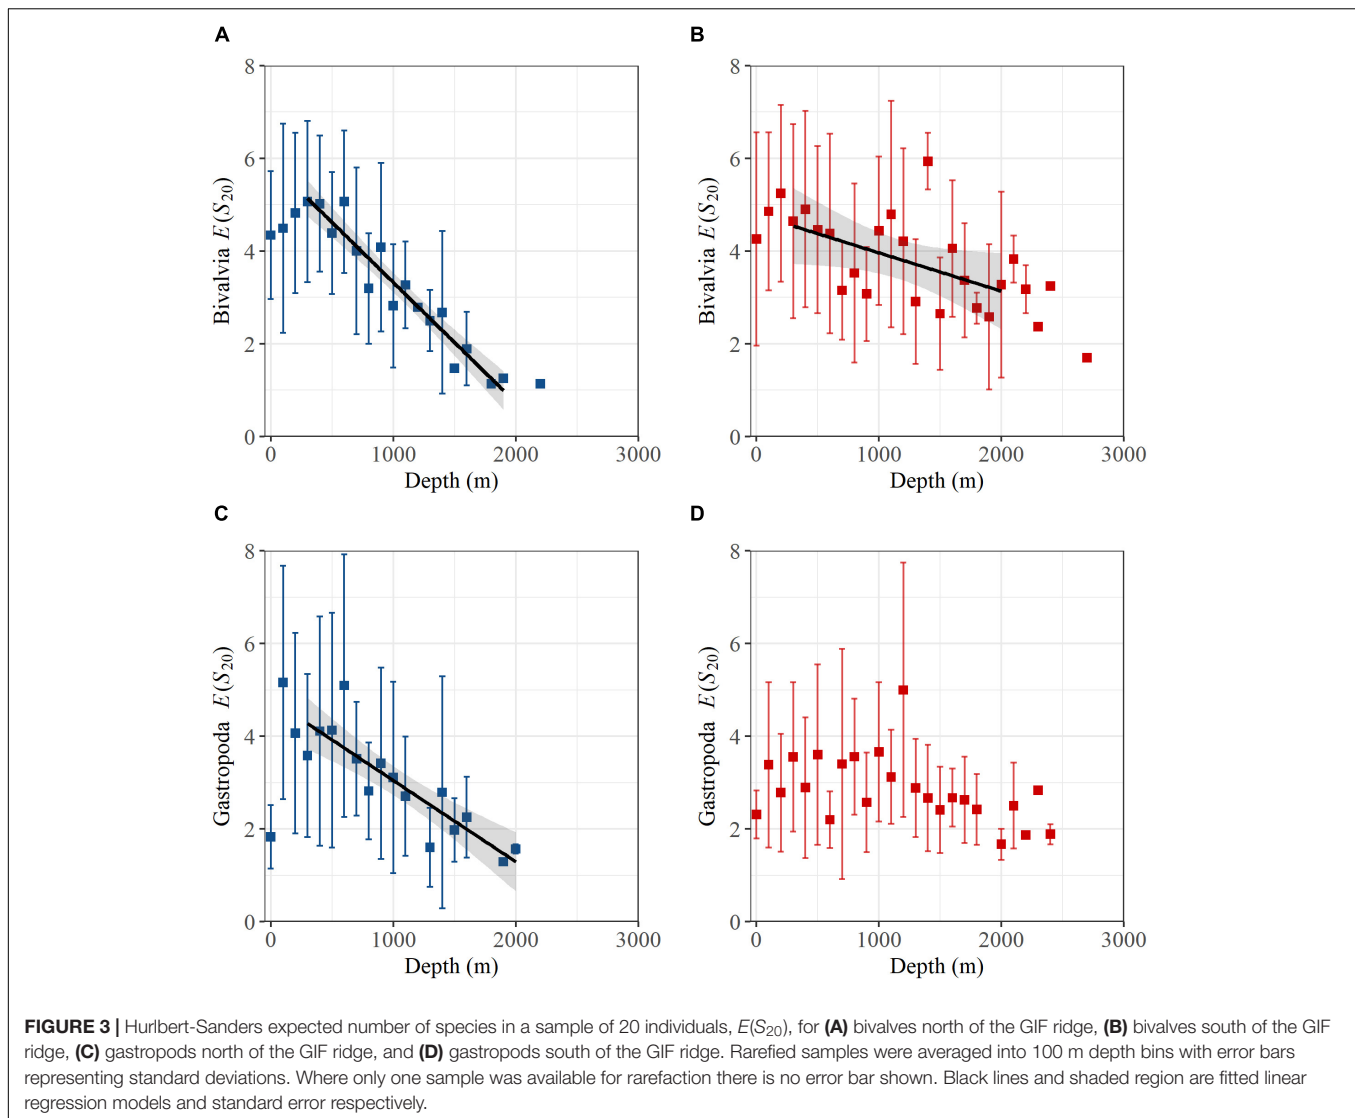 A
B
8
6
4
2
0
Bivalvia E(S20)
0
1000
2000
3000
Depth (m)
8
6
4
2
0
Bivalvia E(S20)
0
1000
2000
3000
Depth (m)
C
D
8
6
4
2
0
Gastropoda E(S20)
0
1000
2000
3000
Depth (m)
8
6
4
2
0
Gastropoda E(S20)
0
1000
2000
3000
Depth (m)
FIGURE 3 | Hurlbert-Sanders expected number of species in a sample of 20 individuals, E(S20), for (A) bivalves north of the GIF ridge, (B) bivalves south of the GIF
ridge, (C) gastropods north of the GIF ridge, and (D) gastropods south of the GIF ridge. Rarefied samples were averaged into 100 m depth bins with error bars
representing standard deviations. Where only one sample was available for rarefaction there is no error bar shown. Black lines and shaded region are fitted linear
regression models and standard error respectively.